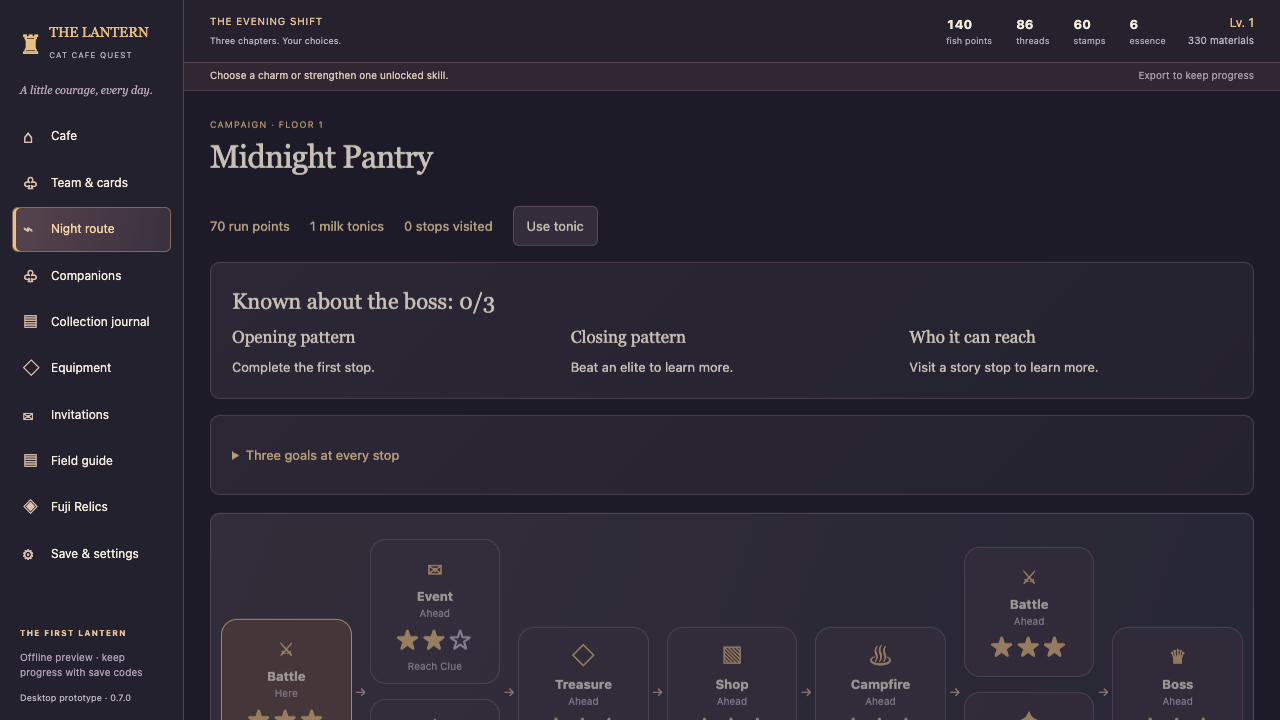 THE LANTERN
CAT CAFE QUEST
A little courage, every day.
Cafe
Team & cards
Night route
Companions
Collection journal
Equipment
Invitations
Field guide
Fuji Relics
Save & settings
THE FIRST LANTERN
Offline preview · keep
progress with save codes
Desktop prototype · 0.7.0
THE EVENING SHIFT
Three chapters. Your choices.
140
fish points
86
threads
60
stamps
6
essence
Lv. 1
330 materials
Choose a charm or strengthen one unlocked skill.
Export to keep progress
CAMPAIGN · FLOOR 1
Midnight Pantry
70 run points
1 milk tonics
0 stops visited
Use tonic
Known about the boss: 0/3
Opening pattern
Complete the first stop.
Closing pattern
Beat an elite to learn more.
Who it can reach
Visit a story stop to learn more.
Three goals at every stop
Battle
Here
Event
Ahead
Reach Clue
Treasure
Ahead
Shop
Ahead
Campfire
Ahead
Battle
Ahead
Boss
Ahead